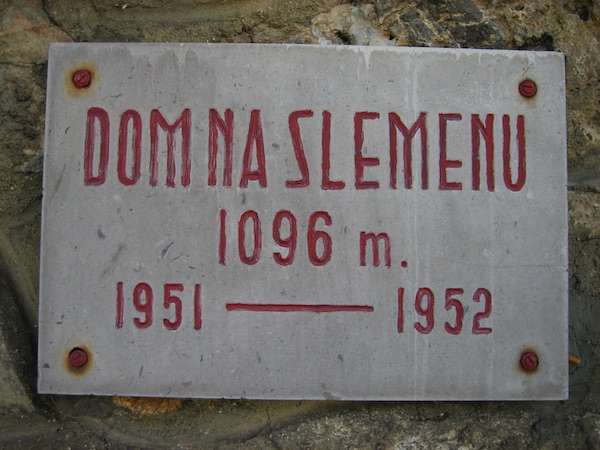 DOM NA SLEMENU
1096 m.
1951 — 1952